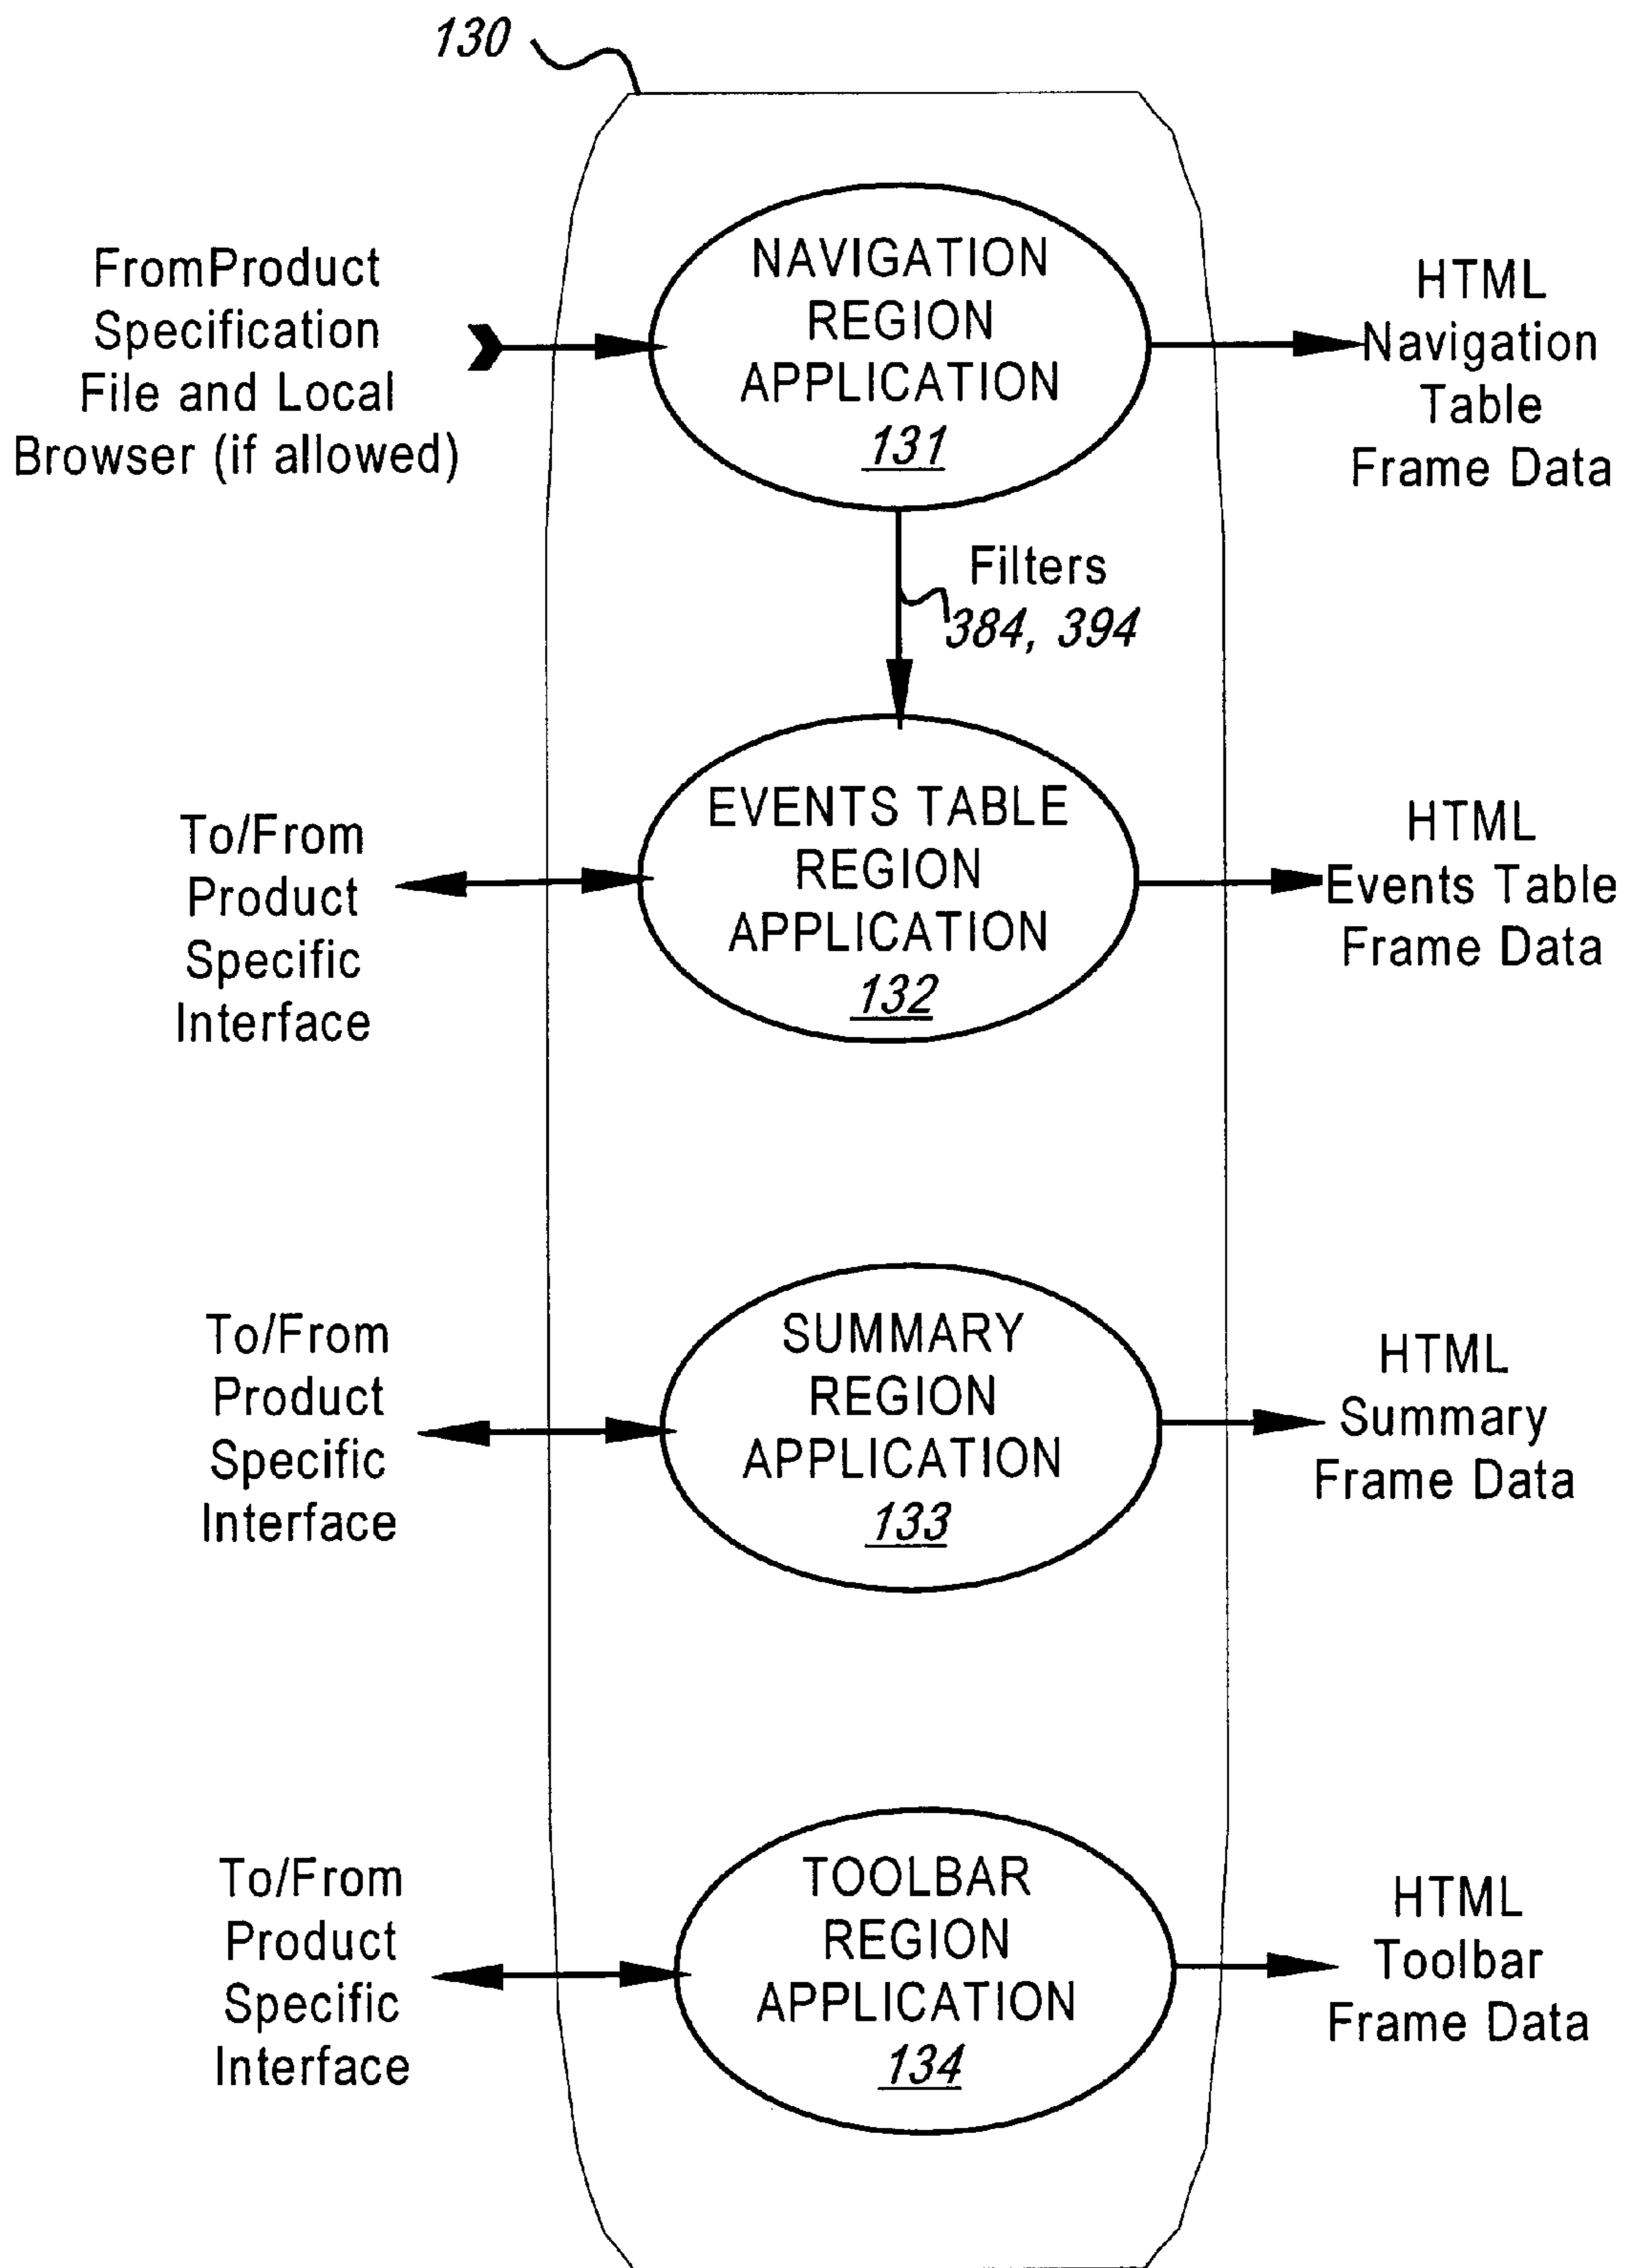 130
FromProduct
Specification
File and Local
Browser (if allowed)
NAVIGATION
REGION
APPLICATION
131
HTML
Navigation
Table
Frame Data
Filters
384, 394
To/From
Product
Specific
Interface
EVENTS TABLE
REGION
APPLICATION
132
HTML
Events Table
Frame Data
To/From
Product
Specific
Interface
SUMMARY
REGION
APPLICATION
133
HTML
Summary
Frame Data
To/From
Product
Specific
Interface
TOOLBAR
REGION
APPLICATION
134
HTML
Toolbar
Frame Data